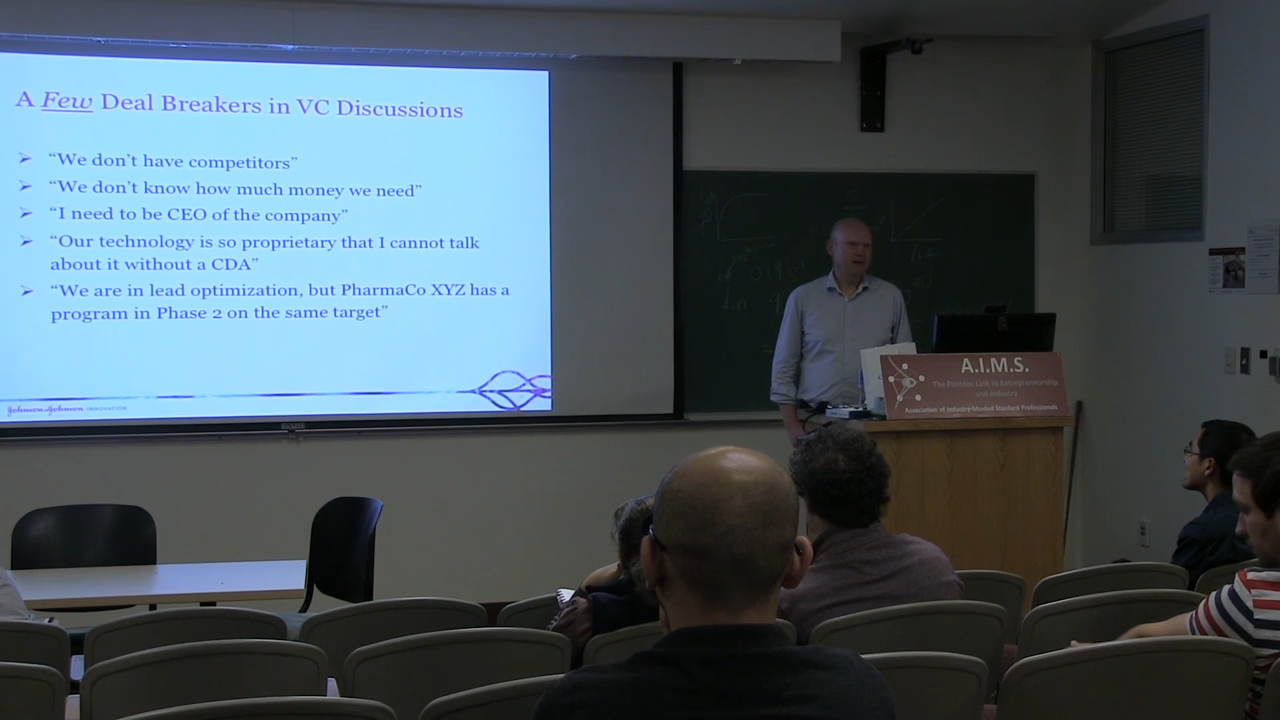 A Few Deal Breakers in VC Discussions
➢ “We don’t have competitors”
➢ “We don’t know how much money we need”
➢ “I need to be CEO of the company”
➢ “Our technology is so proprietary that I cannot talk
about it without a CDA”
➢ “We are in lead optimization, but PharmaCo XYZ has a
program in Phase 2 on the same target”
Johnson & Johnson INNOVATION
A.I.M.S.
The Postdoc Link to Entrepreneurship
and Industry
Association of Industry-Minded Stanford Professionals